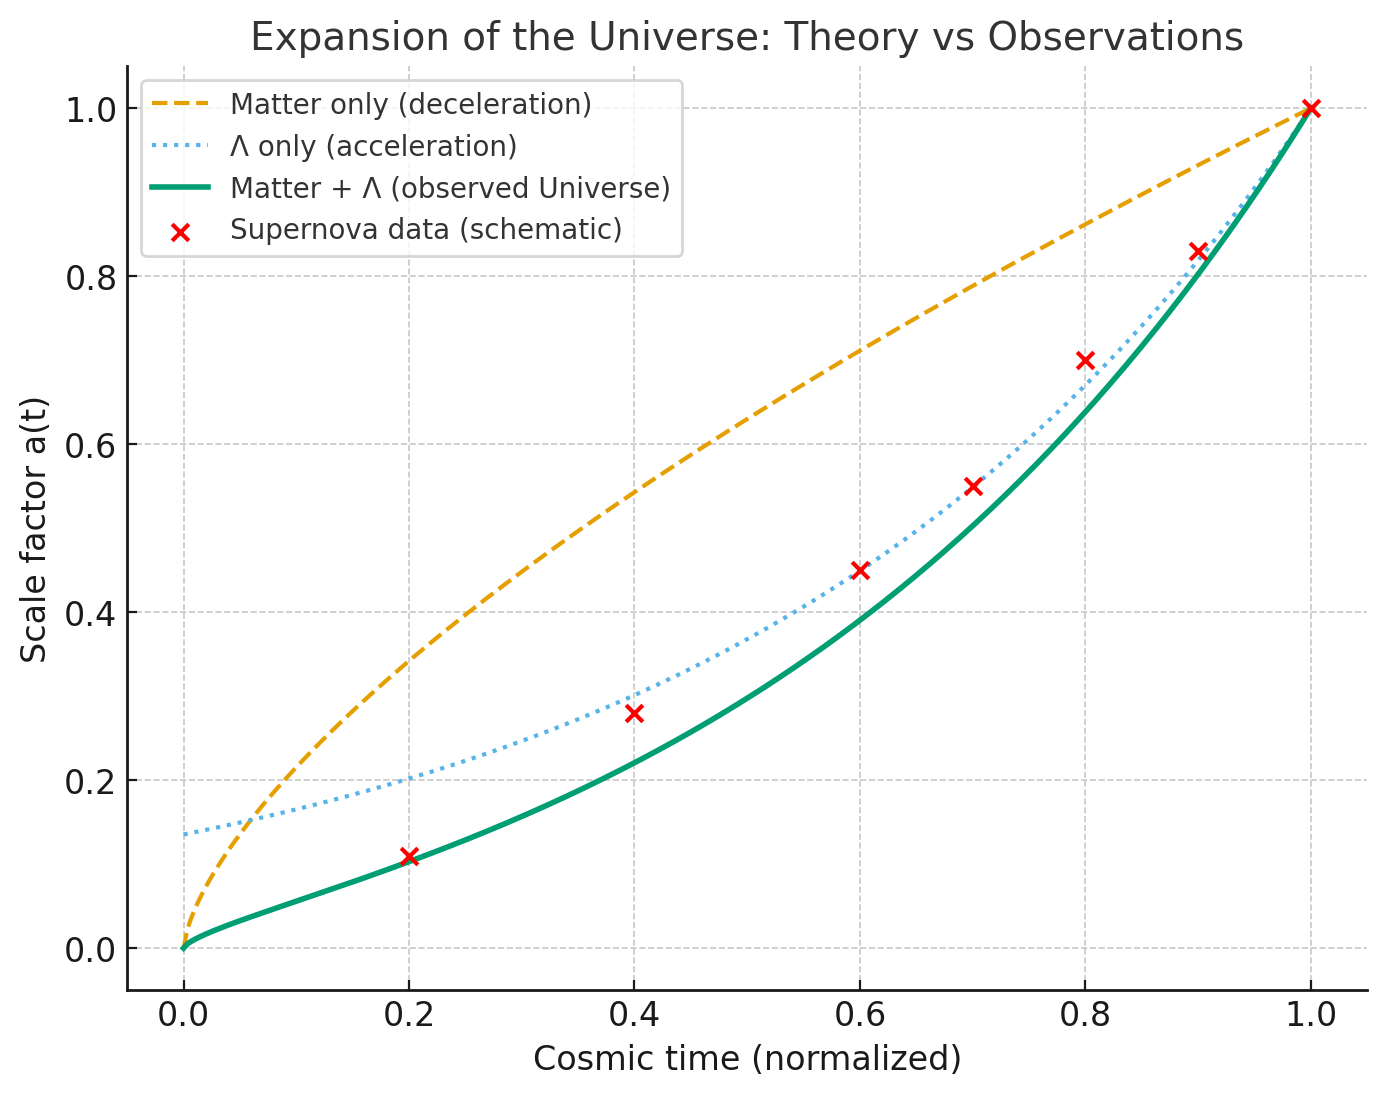 Expansion of the Universe: Theory vs Observations
Matter only (deceleration)
Λ only (acceleration)
Matter + Λ (observed Universe)
Supernova data (schematic)
Scale factor a(t)
1.0
0.8
0.6
0.4
0.2
0.0
0.0 0.2 0.4 0.6 0.8 1.0
Cosmic time (normalized)